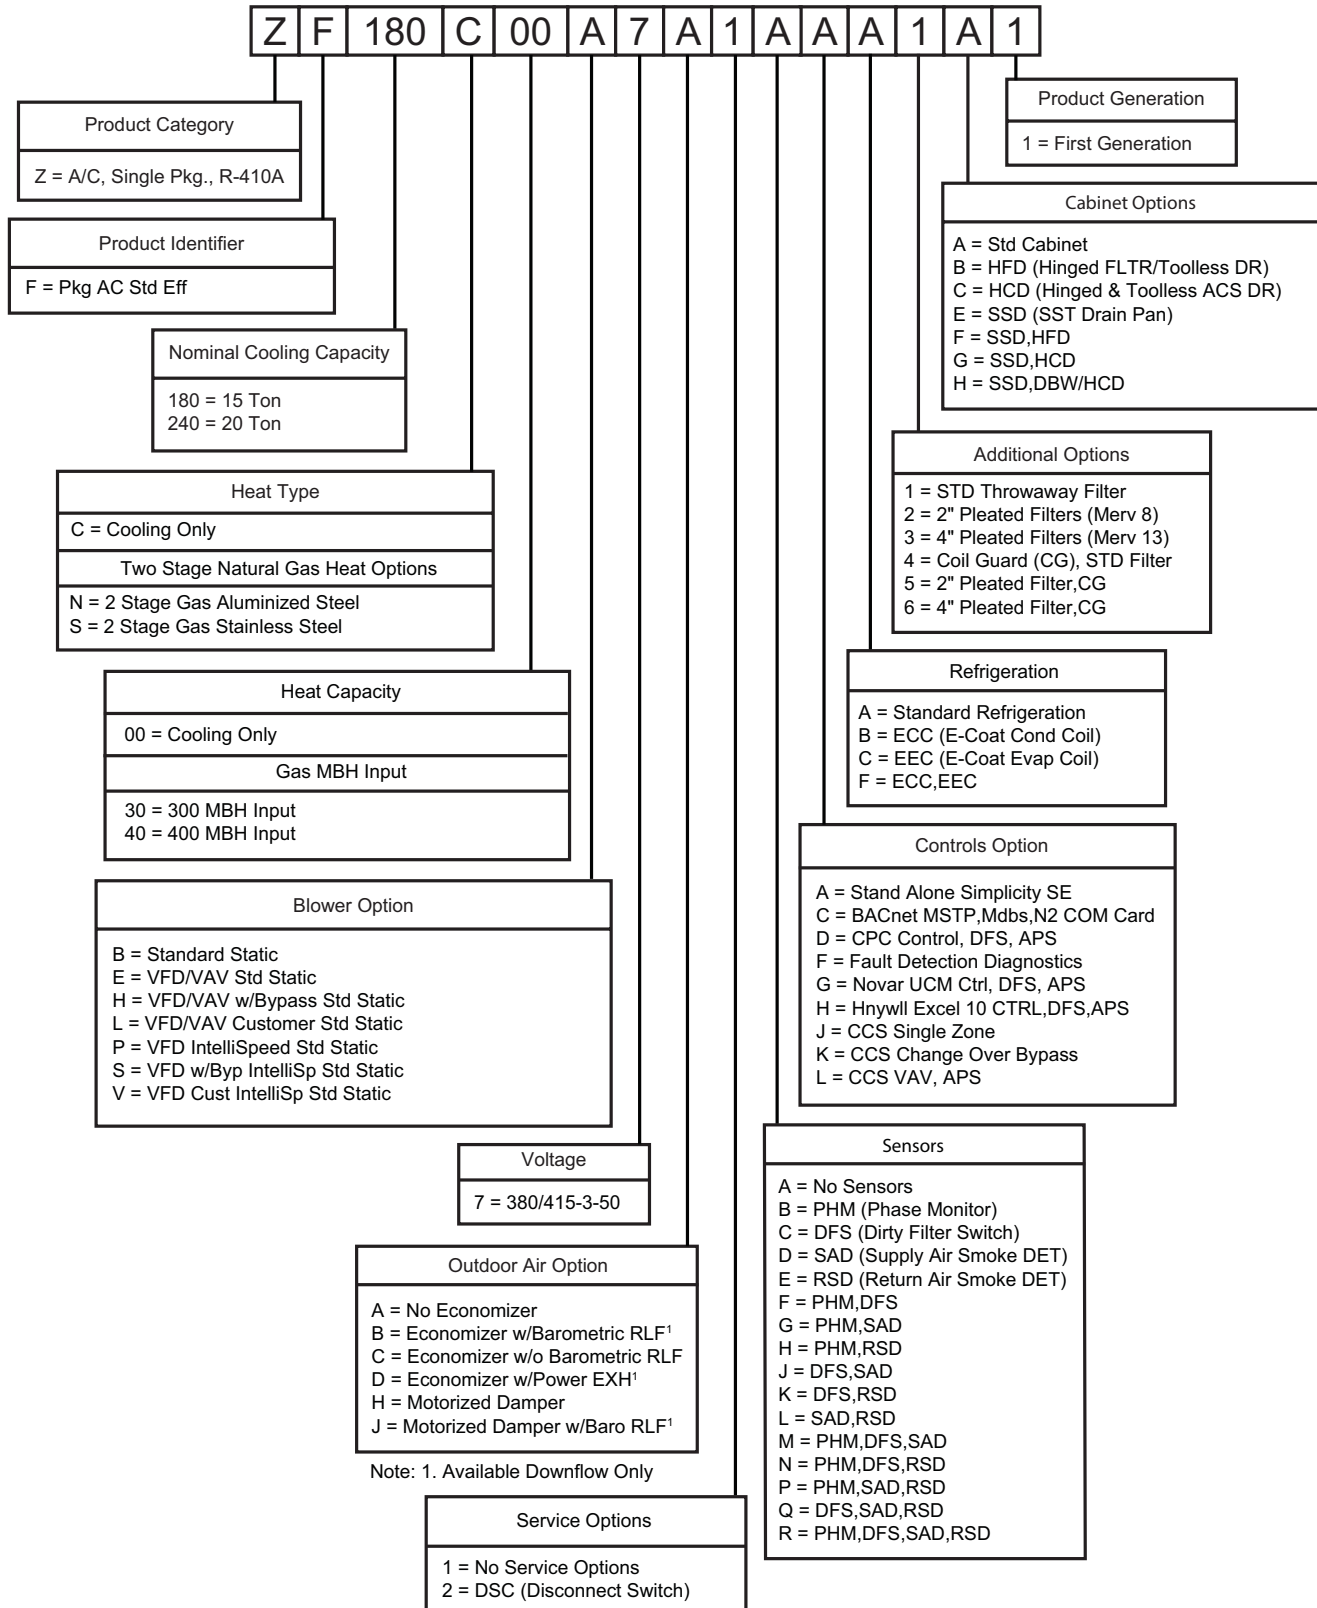 Z F 180 C 00 A 7 A 1 A A A 1 A 1
Product Category
Z = A/C, Single Pkg., R-410A
Product Identifier
F = Pkg AC Std Eff
Nominal Cooling Capacity
180 = 15 Ton
240 = 20 Ton
Heat Type
C = Cooling Only
Two Stage Natural Gas Heat Options
N = 2 Stage Gas Aluminized Steel
S = 2 Stage Gas Stainless Steel
Heat Capacity
00 = Cooling Only
Gas MBH Input
30 = 300 MBH Input
40 = 400 MBH Input
Blower Option
B = Standard Static
E = VFD/VAV Std Static
H = VFD/VAV w/Bypass Std Static
L = VFD/VAV Customer Std Static
P = VFD IntelliSpeed Std Static
S = VFD w/Byp IntelliSp Std Static
V = VFD Cust IntelliSp Std Static
Voltage
7 = 380/415-3-50
Outdoor Air Option
A = No Economizer
B = Economizer w/Barometric RLF¹
C = Economizer w/o Barometric RLF
D = Economizer w/Power EXH¹
H = Motorized Damper
J = Motorized Damper w/Baro RLF¹
Note: 1. Available Downflow Only
Service Options
1 = No Service Options
2 = DSC (Disconnect Switch)
Product Generation
1 = First Generation
Cabinet Options
A = Std Cabinet
B = HFD (Hinged FLTR/Toolless DR)
C = HCD (Hinged & Toolless ACS DR)
E = SSD (SST Drain Pan)
F = SSD,HFD
G = SSD,HCD
H = SSD,DBW/HCD
Additional Options
1 = STD Throwaway Filter
2 = 2" Pleated Filters (Merv 8)
3 = 4" Pleated Filters (Merv 13)
4 = Coil Guard (CG), STD Filter
5 = 2" Pleated Filter,CG
6 = 4" Pleated Filter,CG
Refrigeration
A = Standard Refrigeration
B = ECC (E-Coat Cond Coil)
C = EEC (E-Coat Evap Coil)
F = ECC,EEC
Controls Option
A = Stand Alone Simplicity SE
C = BACnet MSTP,Mdbs,N2 COM Card
D = CPC Control, DFS, APS
F = Fault Detection Diagnostics
G = Novar UCM Ctrl, DFS, APS
H = Hnywll Excel 10 CTRL,DFS,APS
J = CCS Single Zone
K = CCS Change Over Bypass
L = CCS VAV, APS
Sensors
A = No Sensors
B = PHM (Phase Monitor)
C = DFS (Dirty Filter Switch)
D = SAD (Supply Air Smoke DET)
E = RSD (Return Air Smoke DET)
F = PHM,DFS
G = PHM,SAD
H = PHM,RSD
J = DFS,SAD
K = DFS,RSD
L = SAD,RSD
M = PHM,DFS,SAD
N = PHM,DFS,RSD
P = PHM,SAD,RSD
Q = DFS,SAD,RSD
R = PHM,DFS,SAD,RSD